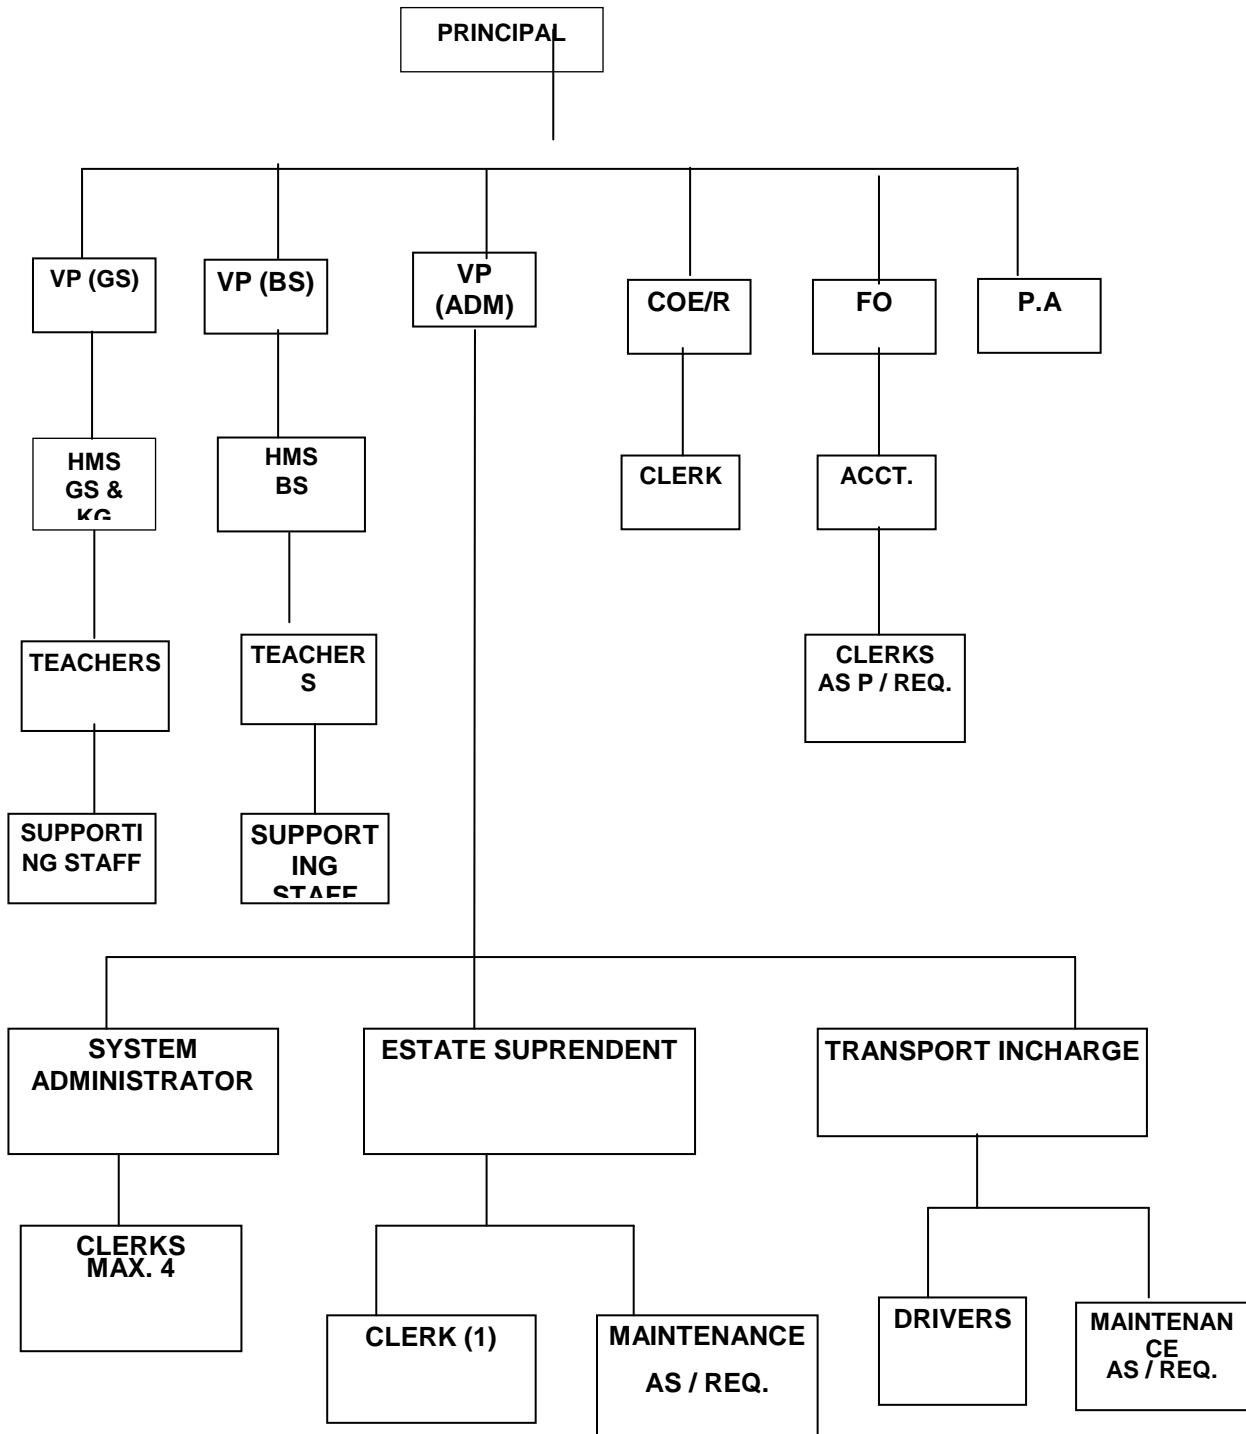 PRINCIPAL
VP (GS)
VP (BS)
VP
(ADM)
COE/R
FO
P.A
HMS
GS &
KG
HMS
BS
CLERK
ACCT.
TEACHERS
TEACHER
S
CLERKS
AS P / REQ.
SUPPORTI
NG STAFF
SUPPORT
ING
STAFF
SYSTEM
ADMINISTRATOR
ESTATE SUPRENDENT
TRANSPORT INCHARGE
CLERKS
MAX. 4
CLERK (1)
MAINTENANCE
AS / REQ.
DRIVERS
MAINTENAN
CE
AS / REQ.